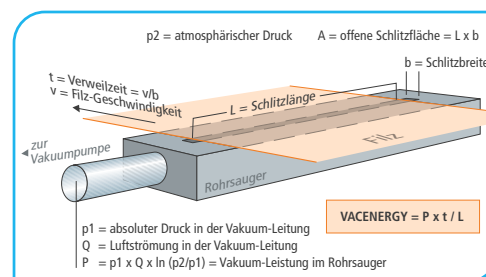 p2 = atmosphärischer Druck
A = offene Schlitzfläche = L x b
b = Schlitzbreite
t = Verweilzeit = v/b
v = Filz-Geschwindigkeit
L = Schlitzlänge
zur
Vakuumpumpe
Filz
Rohrsauger
VACENERGY = P x t / L
p1 = absoluter Druck in der Vakuum-Leitung
Q = Luftströmung in der Vakuum-Leitung
P = p1 x Q x ln (p2/p1) = Vakuum-Leistung im Rohrsauger